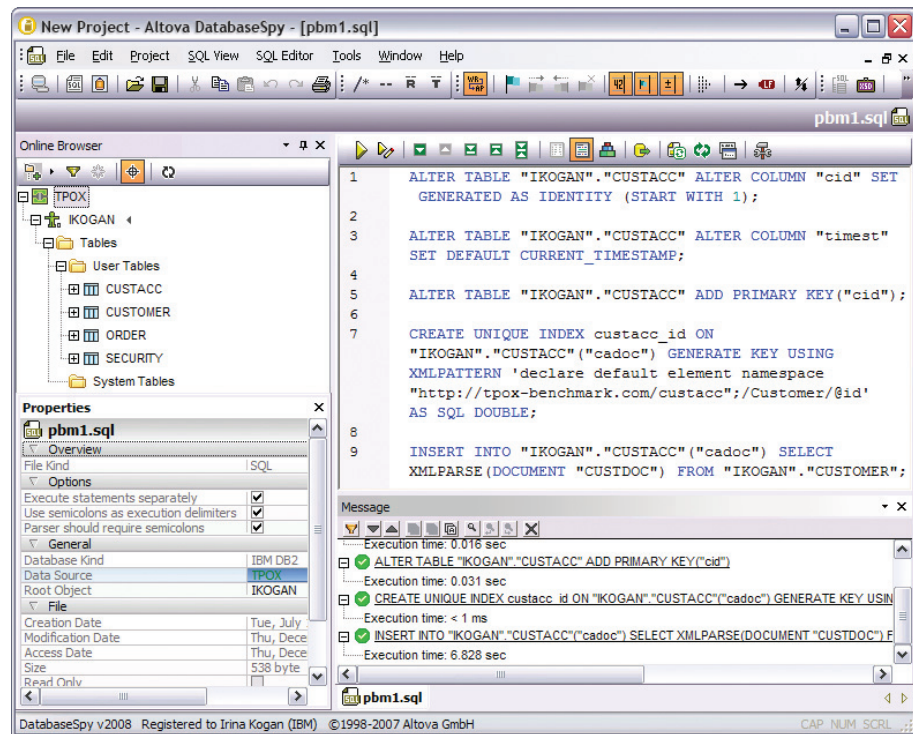 New Project - Altova DatabaseSpy - [pbm1.sql]
File Edit Project SQL View SQL Editor Tools Window Help
pbm1.sql
Online Browser
TPOX
IKOGAN
Tables
User Tables
CUSTACC
CUSTOMER
ORDER
SECURITY
System Tables
Properties
pbm1.sql
Overview
File Kind SQL
Options
Execute statements separately
Use semicolons as execution delimiters
Parser should require semicolons
General
Database Kind IBM DB2
Data Source TPOX
Root Object IKOGAN
File
Creation Date Tue, July
Modification Date Thu, Dece
Access Date Thu, Dece
Size 538 byte
Read Only
1 ALTER TABLE "IKOGAN"."CUSTACC" ALTER COLUMN "cid" SET
GENERATED AS IDENTITY (START WITH 1);
2
3 ALTER TABLE "IKOGAN"."CUSTACC" ALTER COLUMN "timest"
SET DEFAULT CURRENT_TIMESTAMP;
4
5 ALTER TABLE "IKOGAN"."CUSTACC" ADD PRIMARY KEY("cid");
6
7 CREATE UNIQUE INDEX custacc_id ON
"IKOGAN"."CUSTACC"("cadoc") GENERATE KEY USING
XMLPATTERN 'declare default element namespace
"http://tpox-benchmark.com/custacc";/Customer/@id'
AS SQL DOUBLE;
8
9 INSERT INTO "IKOGAN"."CUSTACC"("cadoc") SELECT
XMLPARSE(DOCUMENT "CUSTDOC") FROM "IKOGAN"."CUSTOMER";
Message
Execution time: 0.016 sec
ALTER TABLE "IKOGAN"."CUSTACC" ADD PRIMARY KEY("cid")
Execution time: 0.031 sec
CREATE UNIQUE INDEX custacc_id ON "IKOGAN"."CUSTACC"("cadoc") GENERATE KEY USIN
Execution time: < 1 ms
INSERT INTO "IKOGAN"."CUSTACC"("cadoc") SELECT XMLPARSE(DOCUMENT "CUSTDOC") F
Execution time: 6.828 sec
pbm1.sql
DatabaseSpy v2008 Registered to Irina Kogan (IBM) ©1998-2007 Altova GmbH CAP NUM SCRL